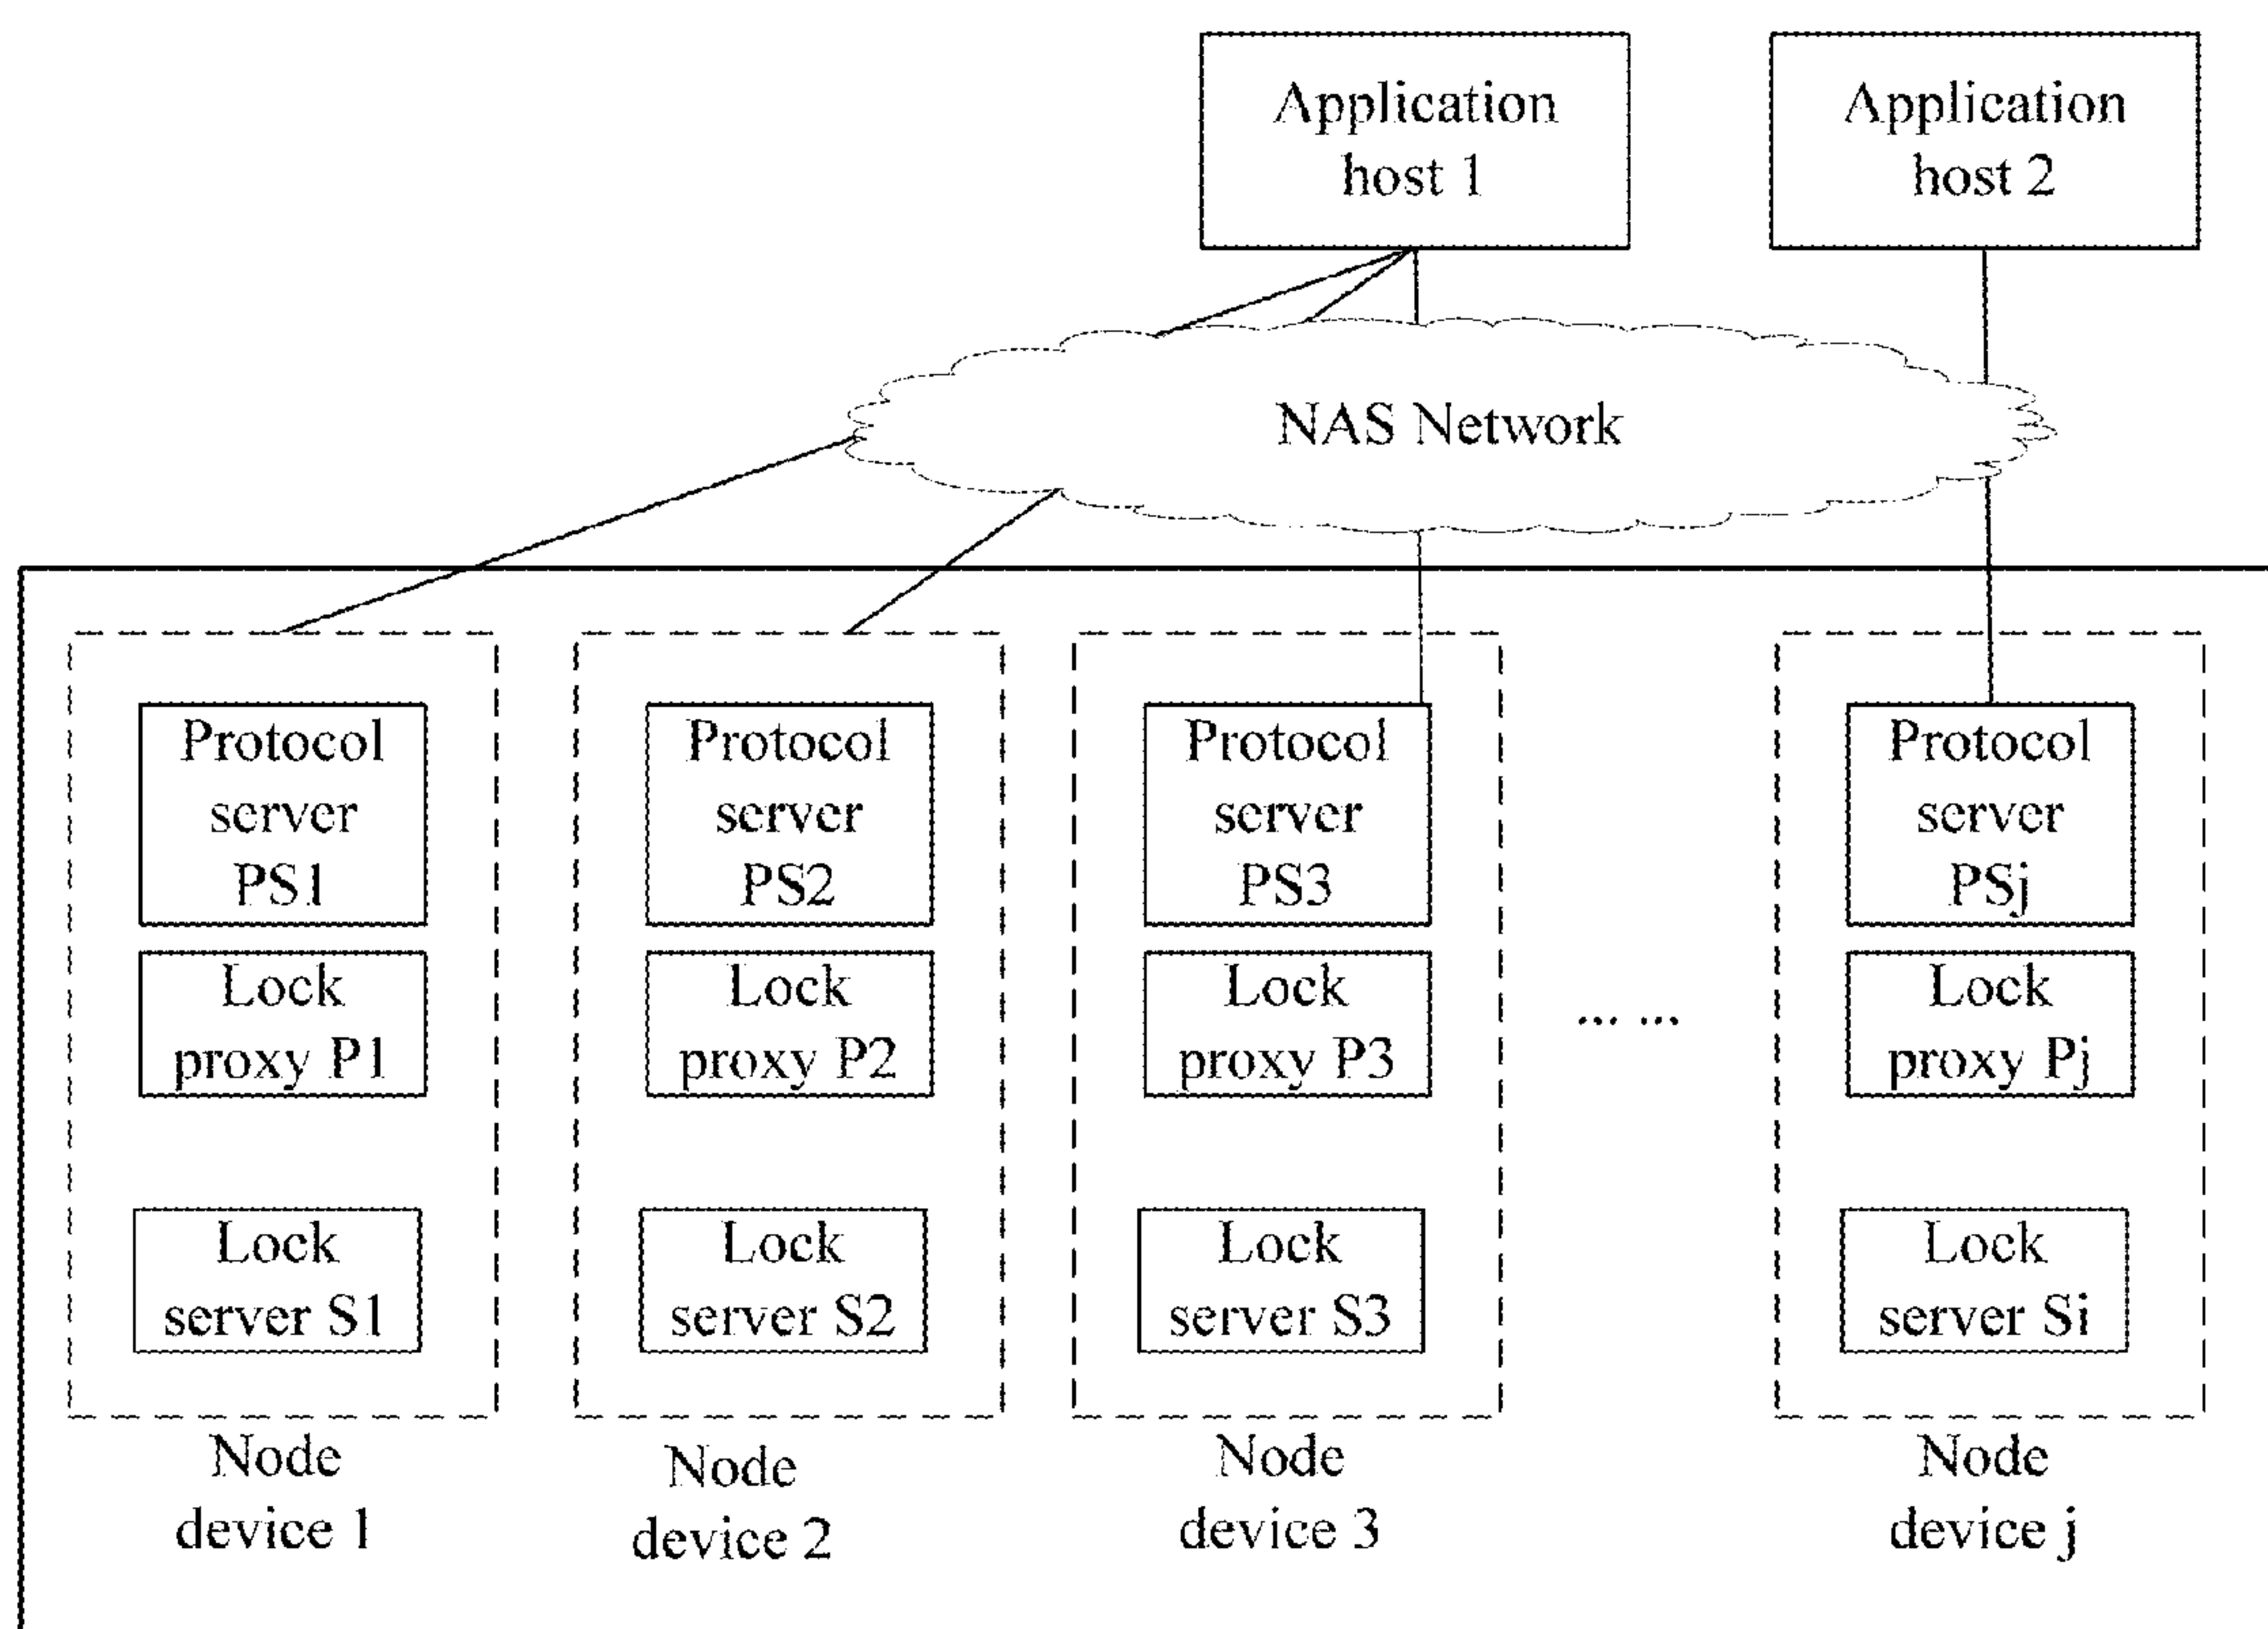 Application
host 1
Application
host 2
NAS Network
Protocol
server
PS1
Lock
proxy P1
Lock
server S1
Node
device 1
Protocol
server
PS2
Lock
proxy P2
Lock
server S2
Node
device 2
Protocol
server
PS3
Lock
proxy P3
Lock
server S3
Node
device 3
... ...
Protocol
server
PSj
Lock
proxy Pj
Lock
server Si
Node
device j